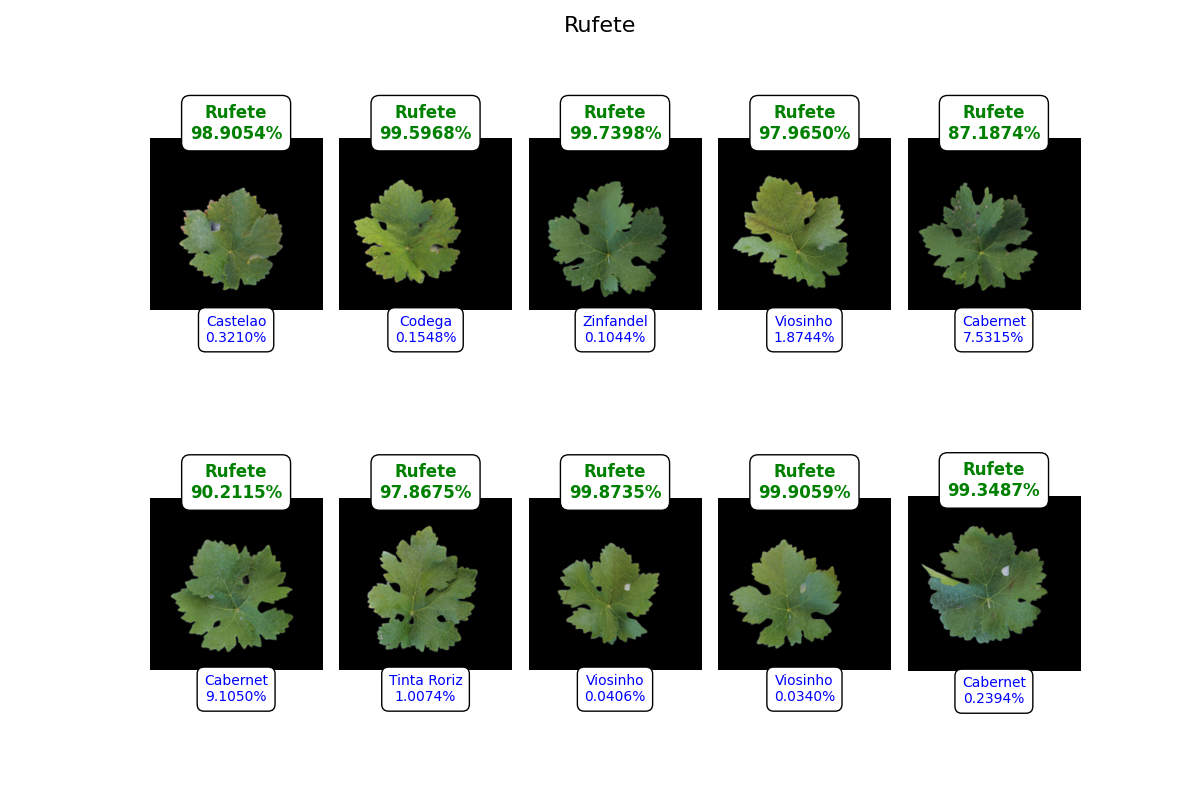 Rufete
Rufete
98.9054%
Rufete
99.5968%
Rufete
99.7398%
Rufete
97.9650%
Rufete
87.1874%
Castelao
0.3210%
Codega
0.1548%
Zinfandel
0.1044%
Viosinho
1.8744%
Cabernet
7.5315%
Rufete
90.2115%
Rufete
97.8675%
Rufete
99.8735%
Rufete
99.9059%
Rufete
99.3487%
Cabernet
9.1050%
Tinta Roriz
1.0074%
Viosinho
0.0406%
Viosinho
0.0340%
Cabernet
0.2394%